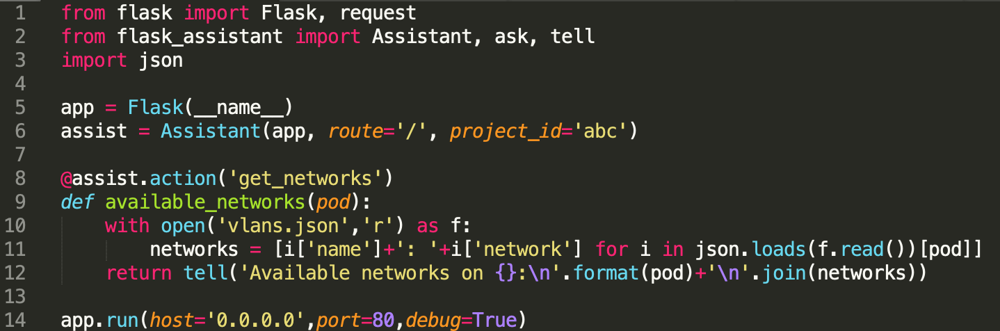 1 from flask import Flask, request
2 from flask_assistant import Assistant, ask, tell
3 import json
4
5 app = Flask(__name__)
6 assist = Assistant(app, route='/', project_id='abc')
7
8 @assist.action('get_networks')
9 def available_networks(pod):
10     with open('vlans.json','r') as f:
11         networks = [i['name']+': '+i['network'] for i in json.loads(f.read())[pod]]
12     return tell('Available networks on {}:\n'.format(pod)+'\n'.join(networks))
13
14 app.run(host='0.0.0.0',port=80,debug=True)